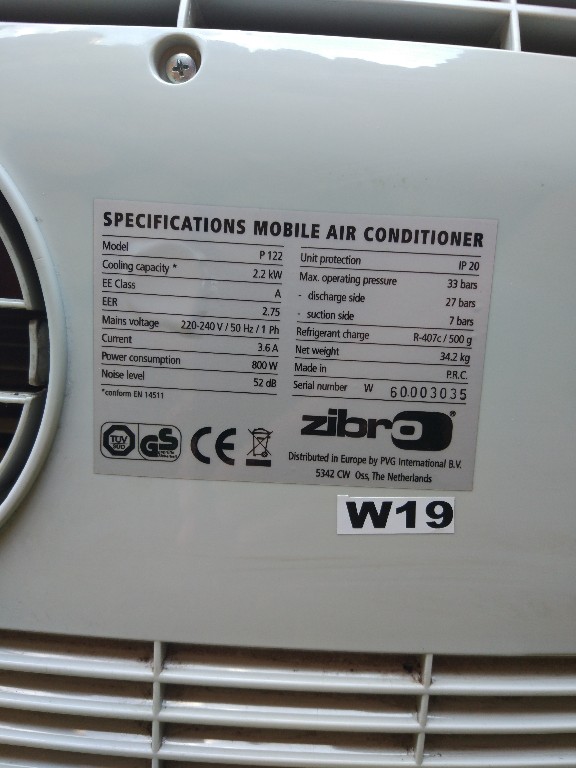 SPECIFICATIONS MOBILE AIR CONDITIONER
Model P 122
Cooling capacity * 2.2 kW
EE Class A
EER 2.75
Mains voltage 220-240 V / 50 Hz / 1 Ph
Current 3.6 A
Power consumption 800 W
Noise level 52 dB
*conform EN 14511
Unit protection IP 20
Max. operating pressure 33 bars
- discharge side 27 bars
- suction side 7 bars
Refrigerant charge R-407c / 500 g
Net weight 34.2 kg
Made in P.R.C.
Serial number W 60003035
TÜV
GS
CE
zibro®
Distributed in Europe by PVG International B.V.
5342 CW Oss, The Netherlands
W19